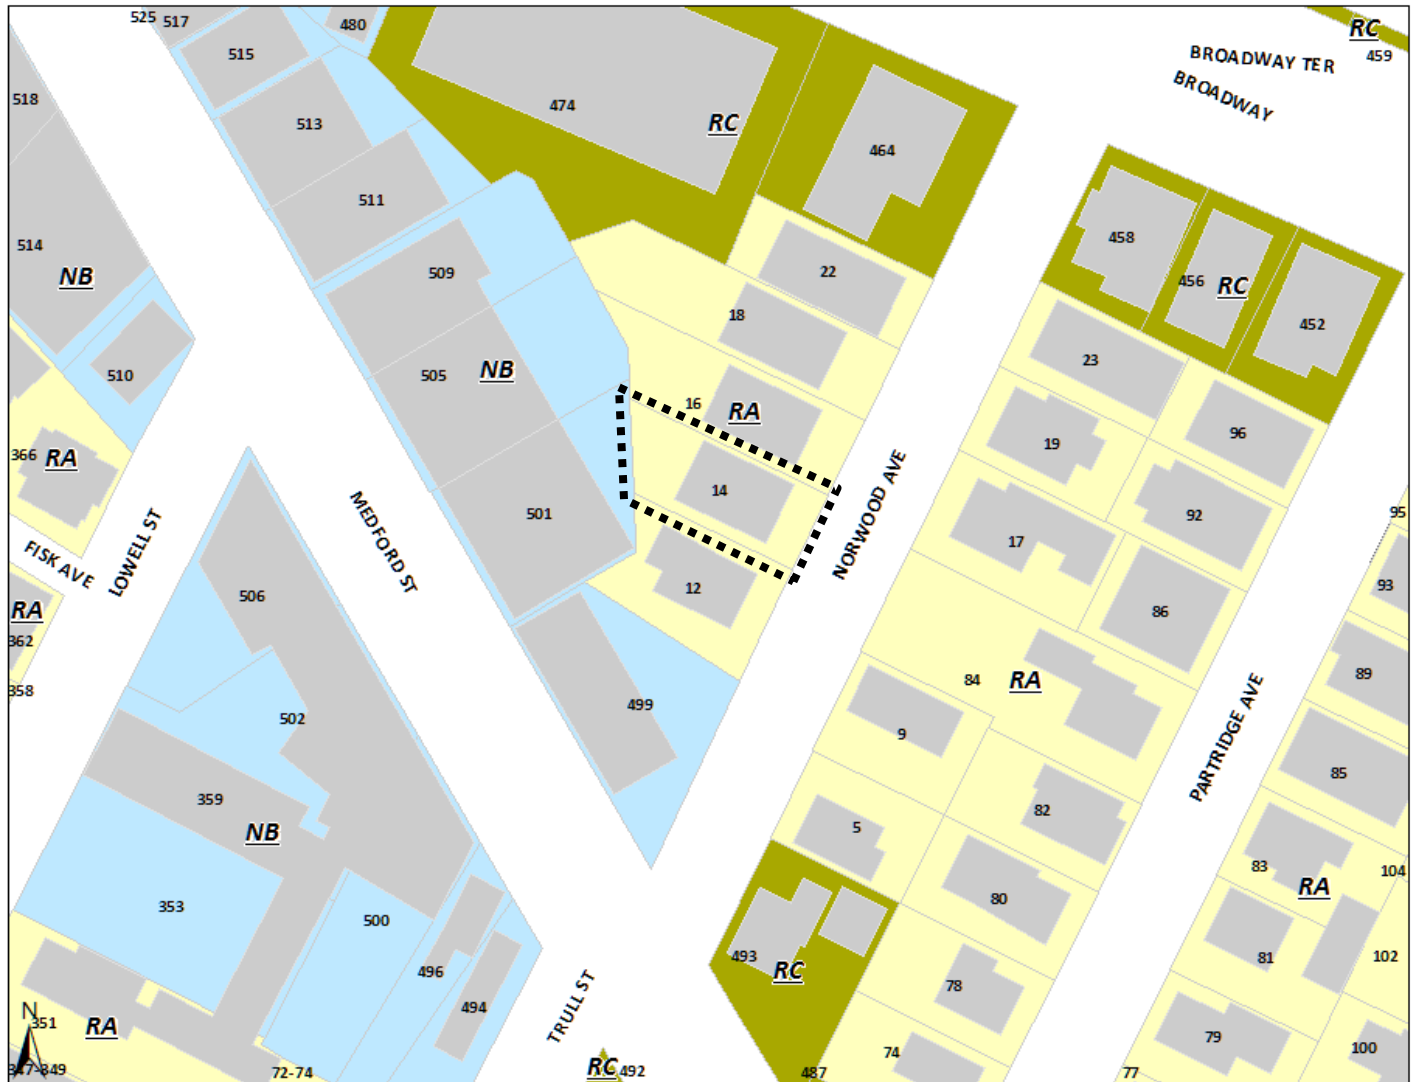 525
517
480
RC
459
515
BROADWAY TER
BROADWAY
518
474
RC
513
464
511
458
514
NB
509
22
456
RC
18
452
510
505
NB
23
16
RA
96
19
366
RA
14
92
501
17
95
MEDFORD ST
NORWOOD AVE
FISK AVE
LOWELL ST
12
93
506
86
RA
362
84
RA
89
358
499
502
9
PARTRIDGE AVE
85
359
NB
5
82
83
RA
104
353
500
80
493
RC
81
102
496
78
494
TRULL ST
N
351
RA
79
74
100
347-349
72-74
RC
492
487
77